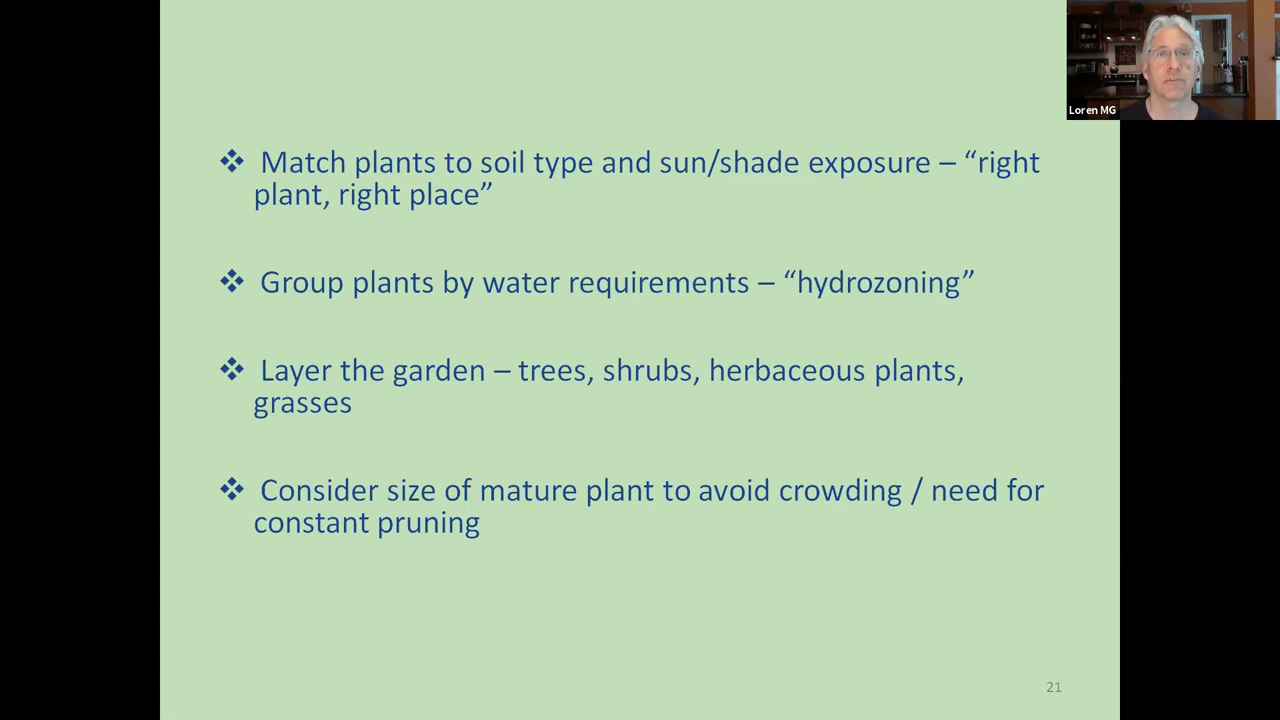 Loren MG
❖ Match plants to soil type and sun/shade exposure – “right
plant, right place”
❖ Group plants by water requirements – “hydrozoning”
❖ Layer the garden – trees, shrubs, herbaceous plants,
grasses
❖ Consider size of mature plant to avoid crowding / need for
constant pruning
21